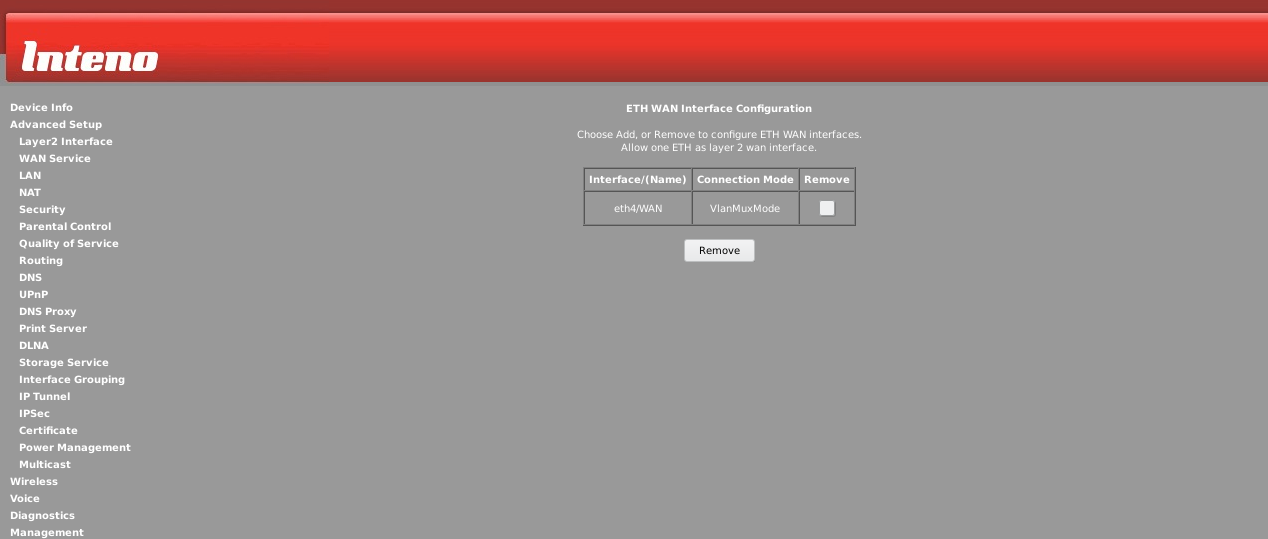 Inteno
Device Info
Advanced Setup
Layer2 Interface
WAN Service
LAN
NAT
Security
Parental Control
Quality of Service
Routing
DNS
UPnP
DNS Proxy
Print Server
DLNA
Storage Service
Interface Grouping
IP Tunnel
IPSec
Certificate
Power Management
Multicast
Wireless
Voice
Diagnostics
Management
ETH WAN Interface Configuration
Choose Add, or Remove to configure ETH WAN interfaces.
Allow one ETH as layer 2 wan interface.
Interface/(Name) Connection Mode Remove
eth4/WAN VlanMuxMode
Remove